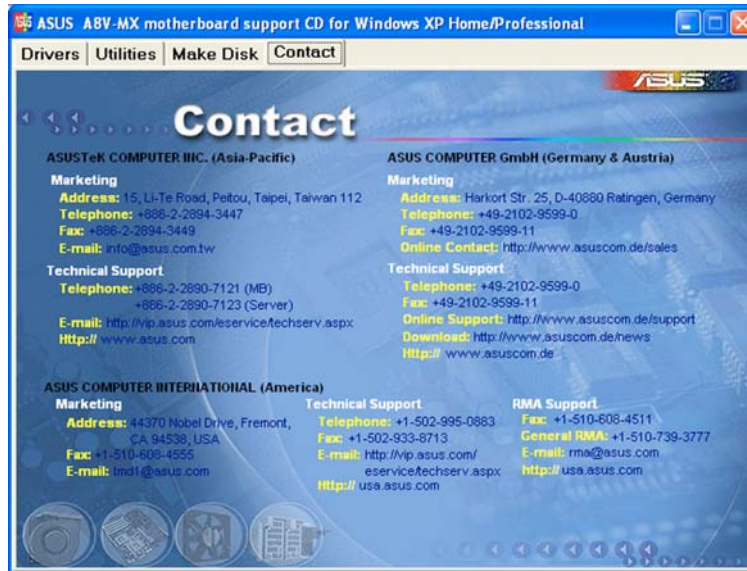 ASUS A8V-MX motherboard support CD for Windows XP Home/Professional
Drivers Utilities Make Disk Contact
ASUS
Contact
ASUSTeK COMPUTER INC. (Asia-Pacific)
Marketing
Address: 15, Li-Te Road, Peitou, Taipei, Taiwan 112
Telephone: +886-2-2894-3447
Fax: +886-2-2894-3449
E-mail: info@asus.com.tw
Technical Support
Telephone: +886-2-2890-7121 (MB)
+886-2-2890-7123 (Server)
E-mail: http://vip.asus.com/eservice/techserv.aspx
Http:// www.asus.com
ASUS COMPUTER GmbH (Germany & Austria)
Marketing
Address: Harkort Str. 25, D-40880 Ratingen, Germany
Telephone: +49-2102-9599-0
Fax: +49-2102-9599-11
Online Contact: http://www.asuscom.de/sales
Technical Support
Telephone: +49-2102-9599-0
Fax: +49-2102-9599-11
Online Support: http://www.asuscom.de/support
Download: http://www.asuscom.de/news
Http:// www.asuscom.de
ASUS COMPUTER INTERNATIONAL (America)
Marketing
Address: 44370 Nobel Drive, Fremont,
CA 94538, USA
Fax: +1-510-608-4555
E-mail: tmd1@asus.com
Technical Support
Telephone: +1-502-995-0883
Fax: +1-502-933-8713
E-mail: http://vip.asus.com/
eservice/techserv.aspx
Http:// usa.asus.com
RMA Support
Fax: +1-510-608-4511
General RMA: +1-510-739-3777
E-mail: rma@asus.com
http:// usa.asus.com